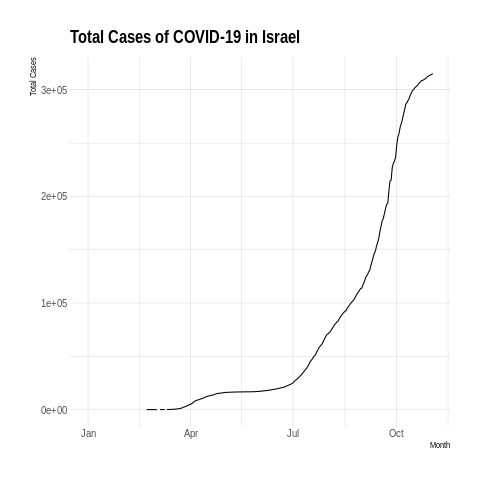 Total Cases of COVID-19 in Israel
Total Cases
3e+05
2e+05
1e+05
0e+00
Jan Apr Jul Oct
Month